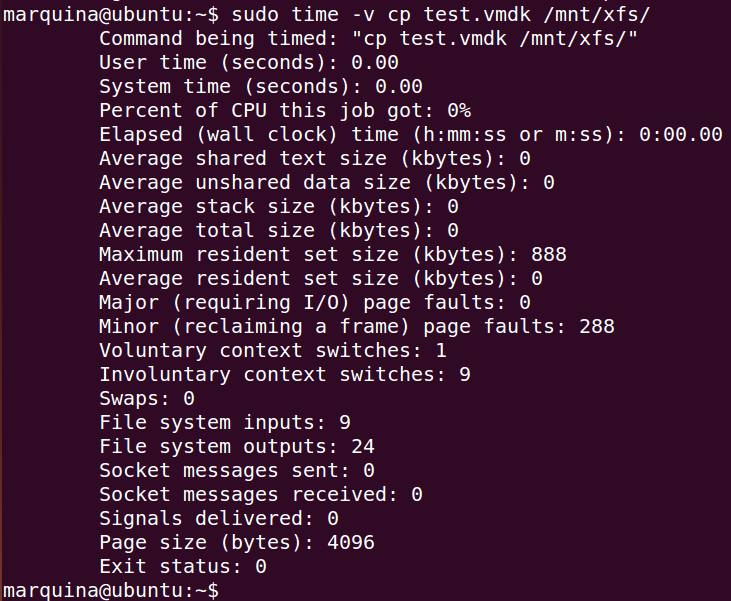 marquina@ubuntu:~$ sudo time -v cp test.vmdk /mnt/xfs/
Command being timed: "cp test.vmdk /mnt/xfs/"
User time (seconds): 0.00
System time (seconds): 0.00
Percent of CPU this job got: 0%
Elapsed (wall clock) time (h:mm:ss or m:ss): 0:00.00
Average shared text size (kbytes): 0
Average unshared data size (kbytes): 0
Average stack size (kbytes): 0
Average total size (kbytes): 0
Maximum resident set size (kbytes): 888
Average resident set size (kbytes): 0
Major (requiring I/O) page faults: 0
Minor (reclaiming a frame) page faults: 288
Voluntary context switches: 1
Involuntary context switches: 9
Swaps: 0
File system inputs: 9
File system outputs: 24
Socket messages sent: 0
Socket messages received: 0
Signals delivered: 0
Page size (bytes): 4096
Exit status: 0
marquina@ubuntu:~$